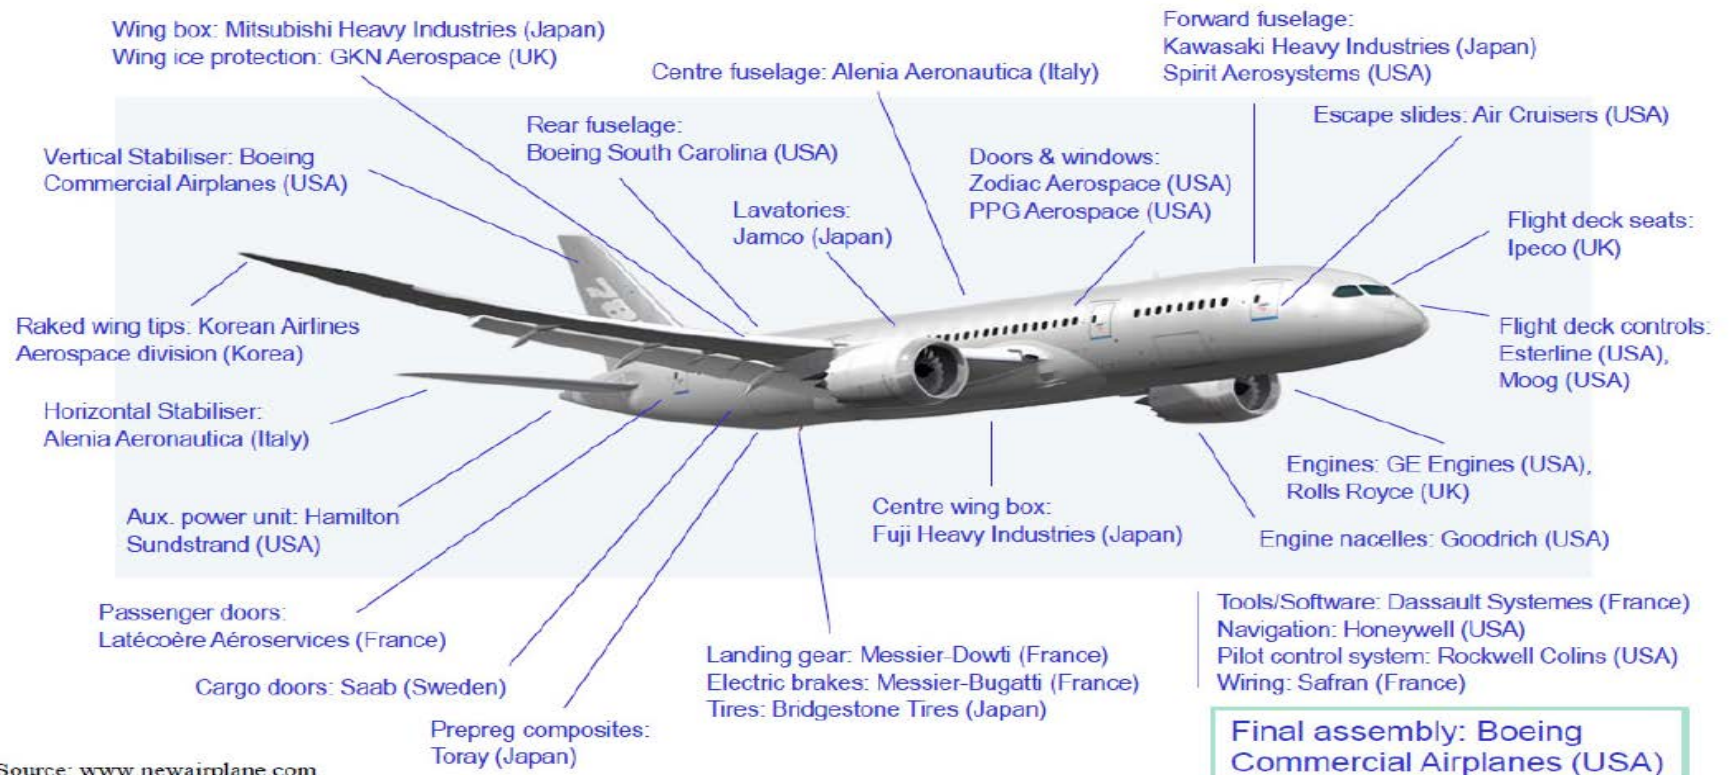 Wing box: Mitsubishi Heavy Industries (Japan)
Wing ice protection: GKN Aerospace (UK)
Centre fuselage: Alenia Aeronautica (Italy)
Forward fuselage:
Kawasaki Heavy Industries (Japan)
Spirit Aerosystems (USA)
Escape slides: Air Cruisers (USA)
Rear fuselage:
Boeing South Carolina (USA)
Vertical Stabiliser: Boeing
Commercial Airplanes (USA)
Doors & windows:
Zodiac Aerospace (USA)
PPG Aerospace (USA)
Lavatories:
Jamco (Japan)
Flight deck seats:
Ipeco (UK)
787
Raked wing tips: Korean Airlines
Aerospace division (Korea)
Flight deck controls:
Esterline (USA),
Moog (USA)
Horizontal Stabiliser:
Alenia Aeronautica (Italy)
Engines: GE Engines (USA),
Rolls Royce (UK)
Aux. power unit: Hamilton
Sundstrand (USA)
Centre wing box:
Fuji Heavy Industries (Japan)
Engine nacelles: Goodrich (USA)
Passenger doors:
Latécoère Aéroservices (France)
Tools/Software: Dassault Systemes (France)
Navigation: Honeywell (USA)
Pilot control system: Rockwell Colins (USA)
Wiring: Safran (France)
Cargo doors: Saab (Sweden)
Landing gear: Messier-Dowti (France)
Electric brakes: Messier-Bugatti (France)
Tires: Bridgestone Tires (Japan)
Prepreg composites:
Toray (Japan)
Final assembly: Boeing
Commercial Airplanes (USA)
Source: www.newairplane.com